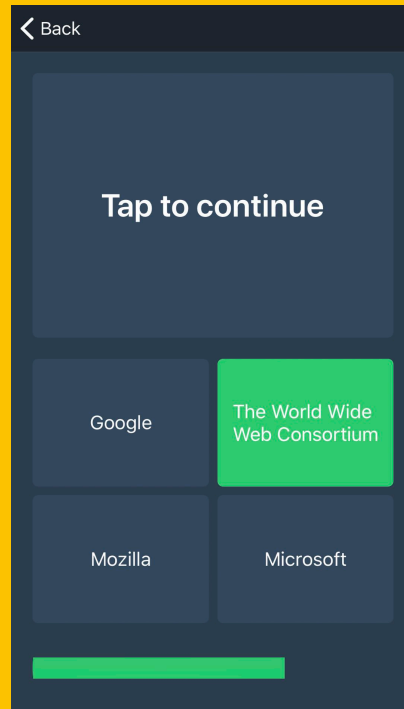 Back
Tap to continue
Google
The World Wide
Web Consortium
Mozilla
Microsoft